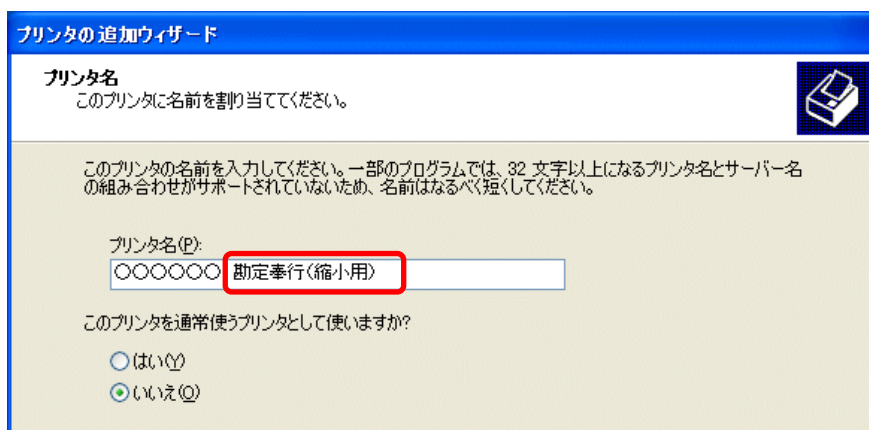 プリンタの追加ウィザード
プリンタ名
このプリンタに名前を割り当ててください。
このプリンタの名前を入力してください。一部のプログラムでは、32 文字以上になるプリンタ名とサーバー名
の組み合わせがサポートされていないため、名前はなるべく短くしてください。
プリンタ名(P):
○○○○○○ 勘定奉行(縮小用)
このプリンタを通常使うプリンタとして使いますか?
はい(Y)
いいえ(O)